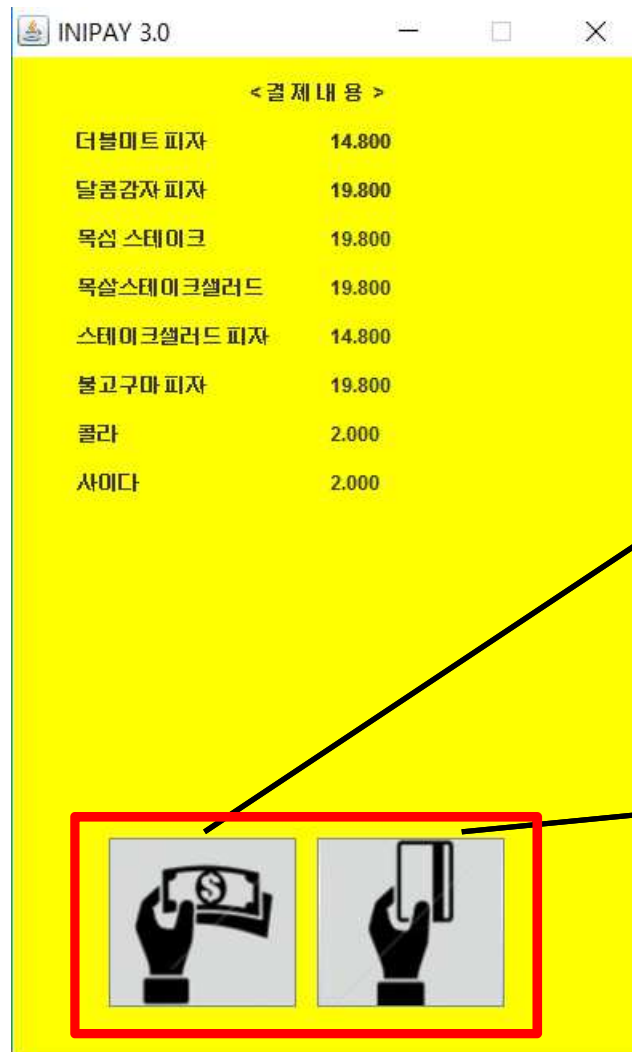 INIPAY 3.0
<결제내용>
더블미트 피자 14.800
달콤감자 피자 19.800
목섬 스테이크 19.800
목살스테이크샐러드 19.800
스테이크샐러드 피자 14.800
불고구마 피자 19.800
콜라 2.000
사이다 2.000
$